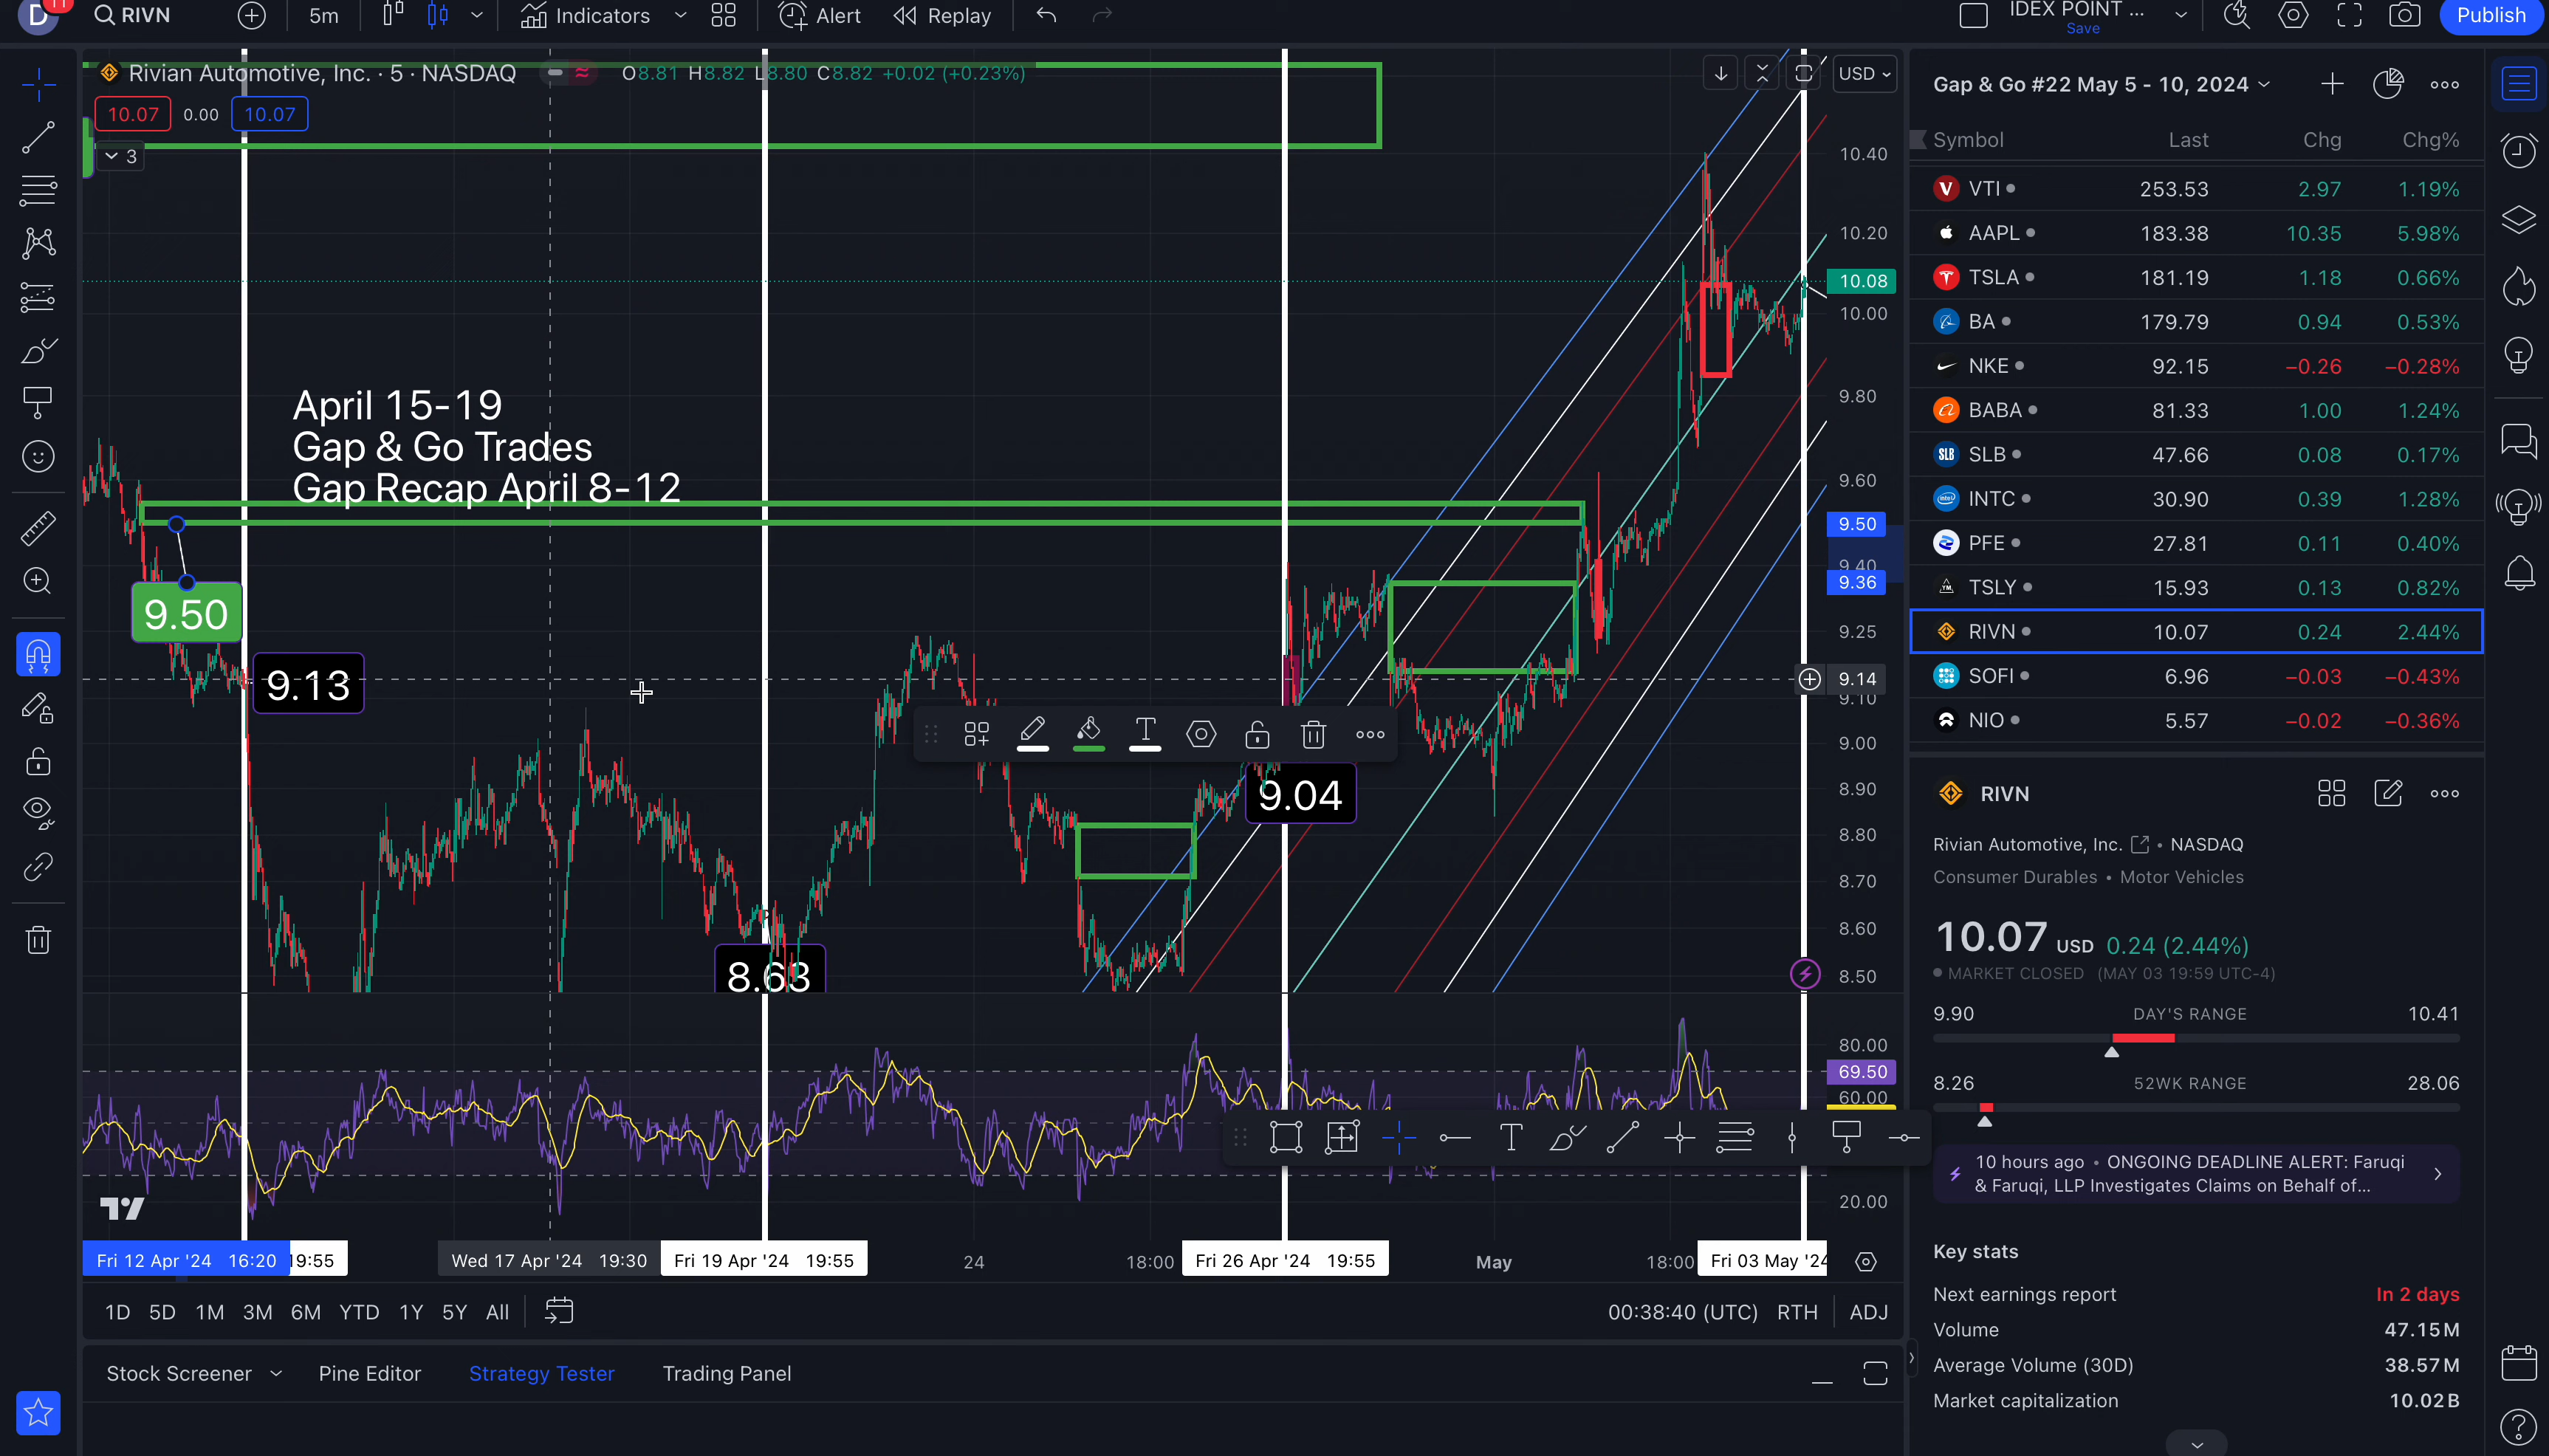 D 11 RIVN 5m Indicators Alert Replay IDEX POINT ... Save Publish
Rivian Automotive, Inc. · 5 · NASDAQ O8.81 H8.82 L8.80 C8.82 +0.02 (+0.23%) USD
10.07 0.00 10.07
3
April 15-19
Gap & Go Trades
Gap Recap April 8-12
9.50
9.13
8.63
9.04
10.40
10.20
10.08
10.00
9.80
9.60
9.50
9.40
9.36
9.25
9.14
9.10
9.00
8.90
8.80
8.70
8.60
8.50
80.00
69.50
60.00
20.00
Fri 12 Apr '24 16:20 19:55 Wed 17 Apr '24 19:30 Fri 19 Apr '24 19:55 24 18:00 Fri 26 Apr '24 19:55 May 18:00 Fri 03 May '24
1D 5D 1M 3M 6M YTD 1Y 5Y All 00:38:40 (UTC) RTH ADJ
Stock Screener Pine Editor Strategy Tester Trading Panel
Gap & Go #22 May 5 - 10, 2024
Symbol Last Chg Chg%
VTI 253.53 2.97 1.19%
AAPL 183.38 10.35 5.98%
TSLA 181.19 1.18 0.66%
BA 179.79 0.94 0.53%
NKE 92.15 −0.26 −0.28%
BABA 81.33 1.00 1.24%
SLB SLB 47.66 0.08 0.17%
intel INTC 30.90 0.39 1.28%
PFE 27.81 0.11 0.40%
TSLY 15.93 0.13 0.82%
RIVN 10.07 0.24 2.44%
SOFI 6.96 −0.03 −0.43%
NIO 5.57 −0.02 −0.36%
RIVN
Rivian Automotive, Inc. • NASDAQ
Consumer Durables • Motor Vehicles
10.07 USD 0.24 (2.44%)
MARKET CLOSED (MAY 03 19:59 UTC-4)
9.90 DAY'S RANGE 10.41
8.26 52WK RANGE 28.06
10 hours ago • ONGOING DEADLINE ALERT: Faruqi
& Faruqi, LLP Investigates Claims on Behalf of...
Key stats
Next earnings report In 2 days
Volume 47.15M
Average Volume (30D) 38.57M
Market capitalization 10.02B